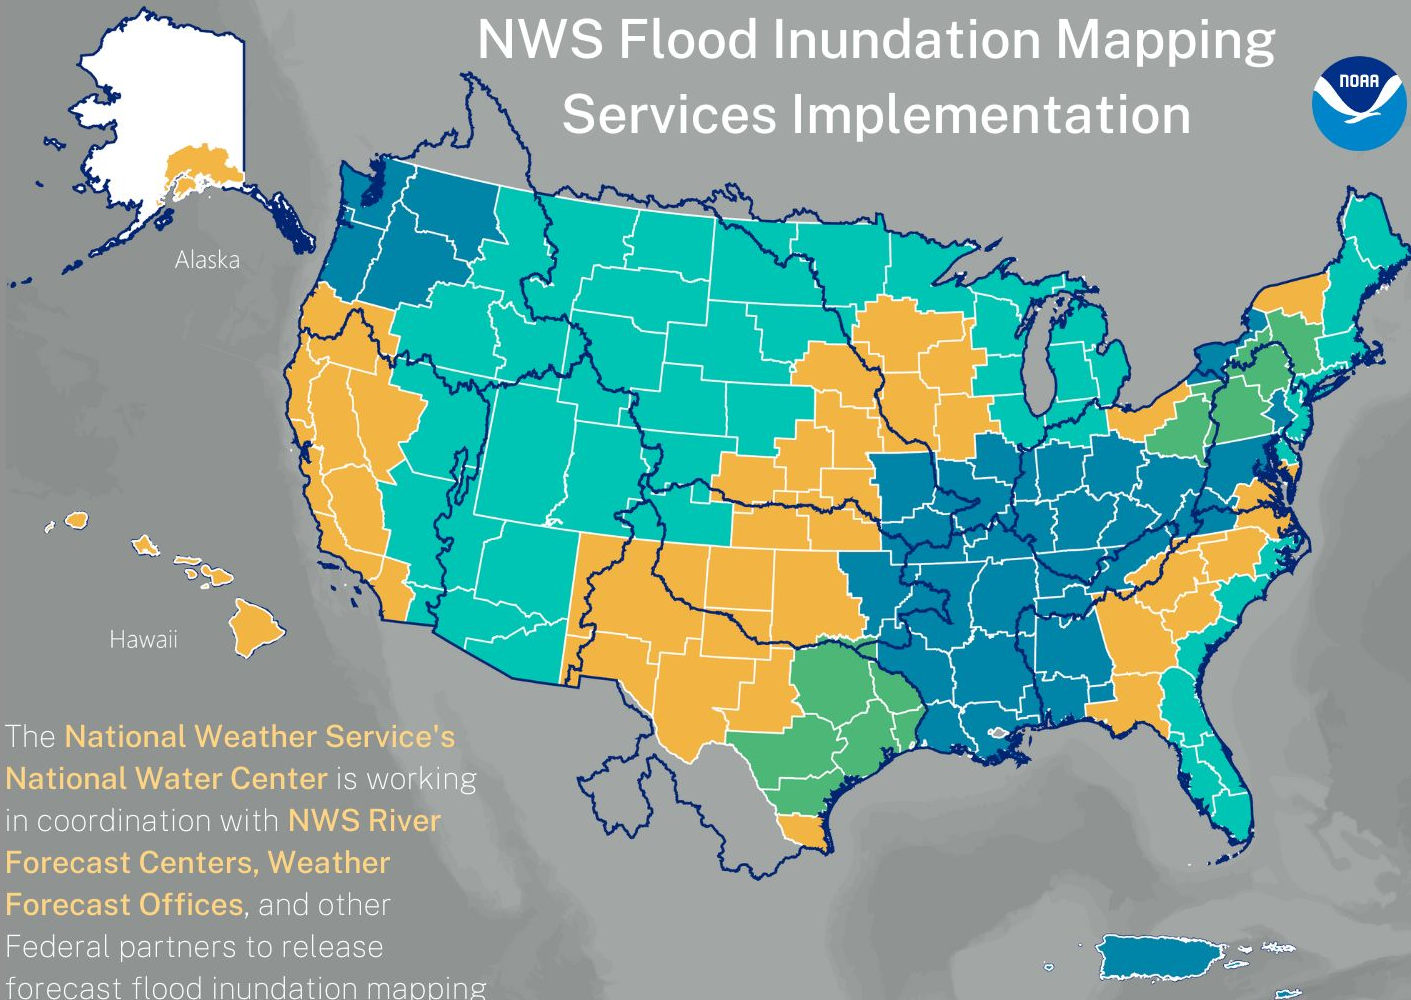 NWS Flood Inundation Mapping
Services Implementation
NOAA
Alaska
Hawaii
The National Weather Service's
National Water Center is working
in coordination with NWS River
Forecast Centers, Weather
Forecast Offices, and other
Federal partners to release
forecast flood inundation mapping